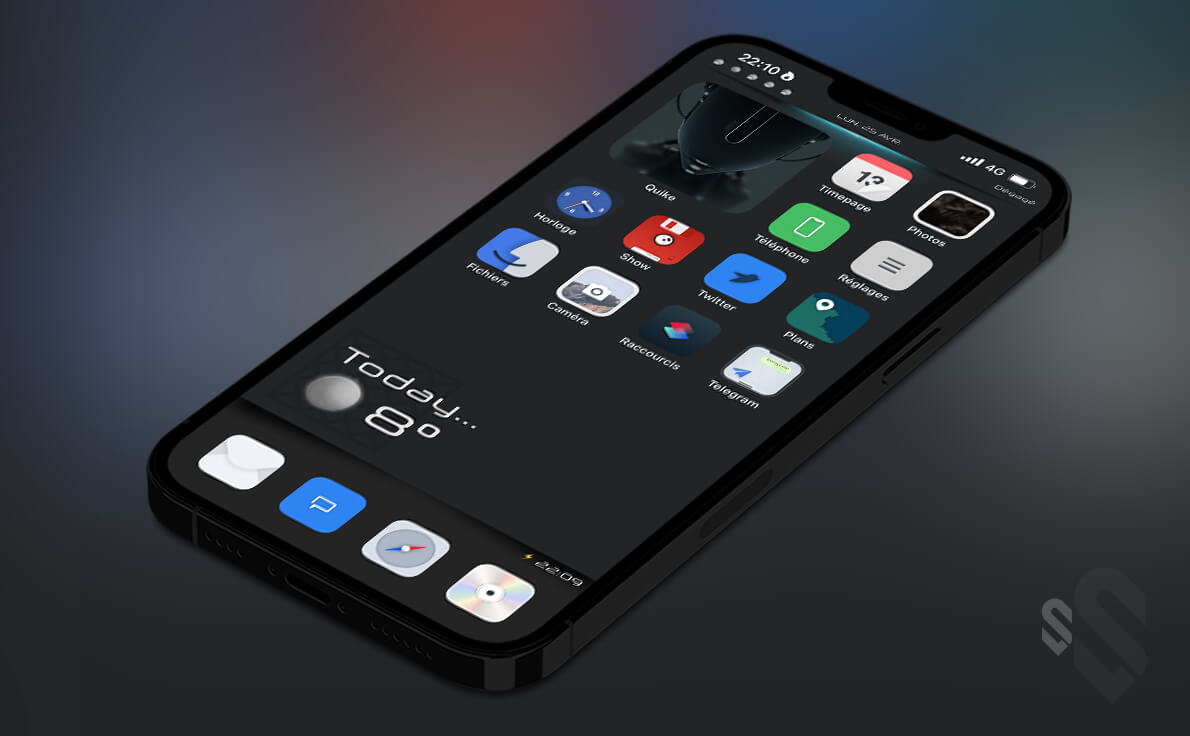 22:10
LUN. 25 AVR.
4G
Dégagé
Quike
13
Timepage
Photos
Horloge
Show
Téléphone
Réglages
Fichiers
Caméra
Twitter
Plans
Raccourcis
Telegram
Today...
8°
22:09